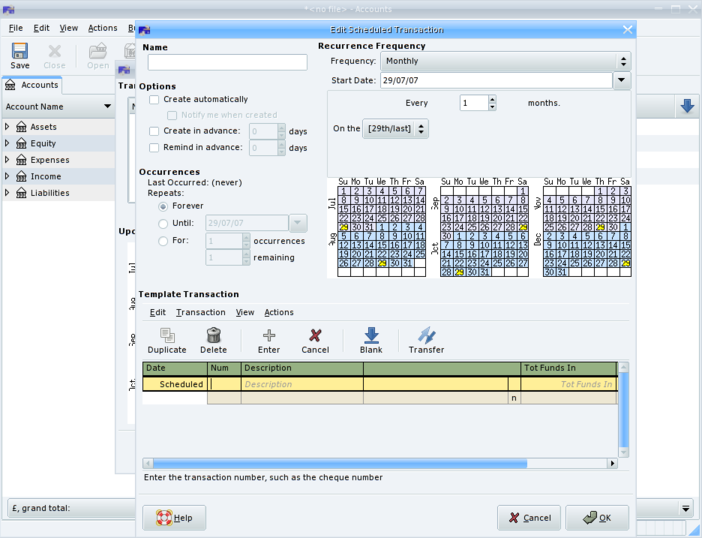 *<no file> - Accounts
File Edit View Actions B
Save Close Open
Accounts
Account Name
Assets
Equity
Expenses
Income
Liabilities
£, grand total:
Edit Scheduled Transaction
Name
Options
Create automatically
Notify me when created
Create in advance: 0 days
Remind in advance: 0 days
Occurrences
Last Occurred: (never)
Repeats:
Forever
Until: 29/07/07
For: 1 occurrences
1 remaining
Recurrence Frequency
Frequency: Monthly
Start Date: 29/07/07
Every 1 months.
On the [29th/last]
Su Mo Tu We Th Fr Sa
Jul
1 2 3 4 5 6 7
8 9 10 11 12 13 14
15 16 17 18 19 20 21
22 23 24 25 26 27 28
29 30 31 1 2 3 4
Aug
5 6 7 8 9 10 11
12 13 14 15 16 17 18
19 20 21 22 23 24 25
26 27 28 29 30 31
Su Mo Tu We Th Fr Sa
Sep
1
2 3 4 5 6 7 8
9 10 11 12 13 14 15
16 17 18 19 20 21 22
23 24 25 26 27 28 29
30 1 2 3 4 5 6
Oct
7 8 9 10 11 12 13
14 15 16 17 18 19 20
21 22 23 24 25 26 27
28 29 30 31
Su Mo Tu We Th Fr Sa
Nov
1 2 3
4 5 6 7 8 9 10
11 12 13 14 15 16 17
18 19 20 21 22 23 24
25 26 27 28 29 30 1
Dec
2 3 4 5 6 7 8
9 10 11 12 13 14 15
16 17 18 19 20 21 22
23 24 25 26 27 28 29
30 31
Template Transaction
Edit Transaction View Actions
Duplicate Delete Enter Cancel Blank Transfer
Date Num Description Tot Funds In
Scheduled Description Tot Funds In
n
Enter the transaction number, such as the cheque number
Help Cancel OK